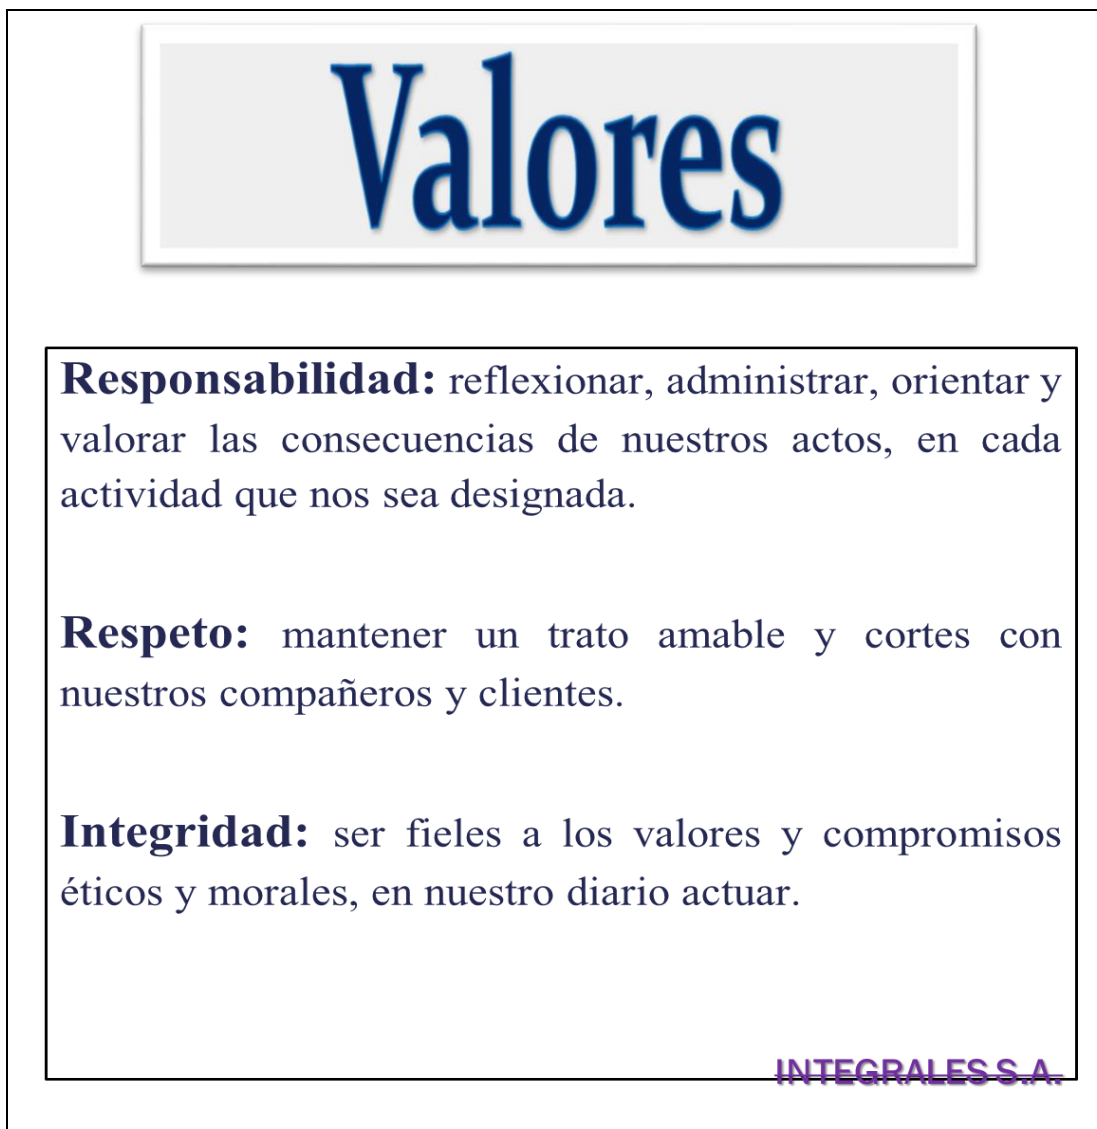 Valores
Responsabilidad: reflexionar, administrar, orientar y
valorar las consecuencias de nuestros actos, en cada
actividad que nos sea designada.
Respeto: mantener un trato amable y cortes con
nuestros compañeros y clientes.
Integridad: ser fieles a los valores y compromisos
éticos y morales, en nuestro diario actuar.
INTEGRALES S.A.